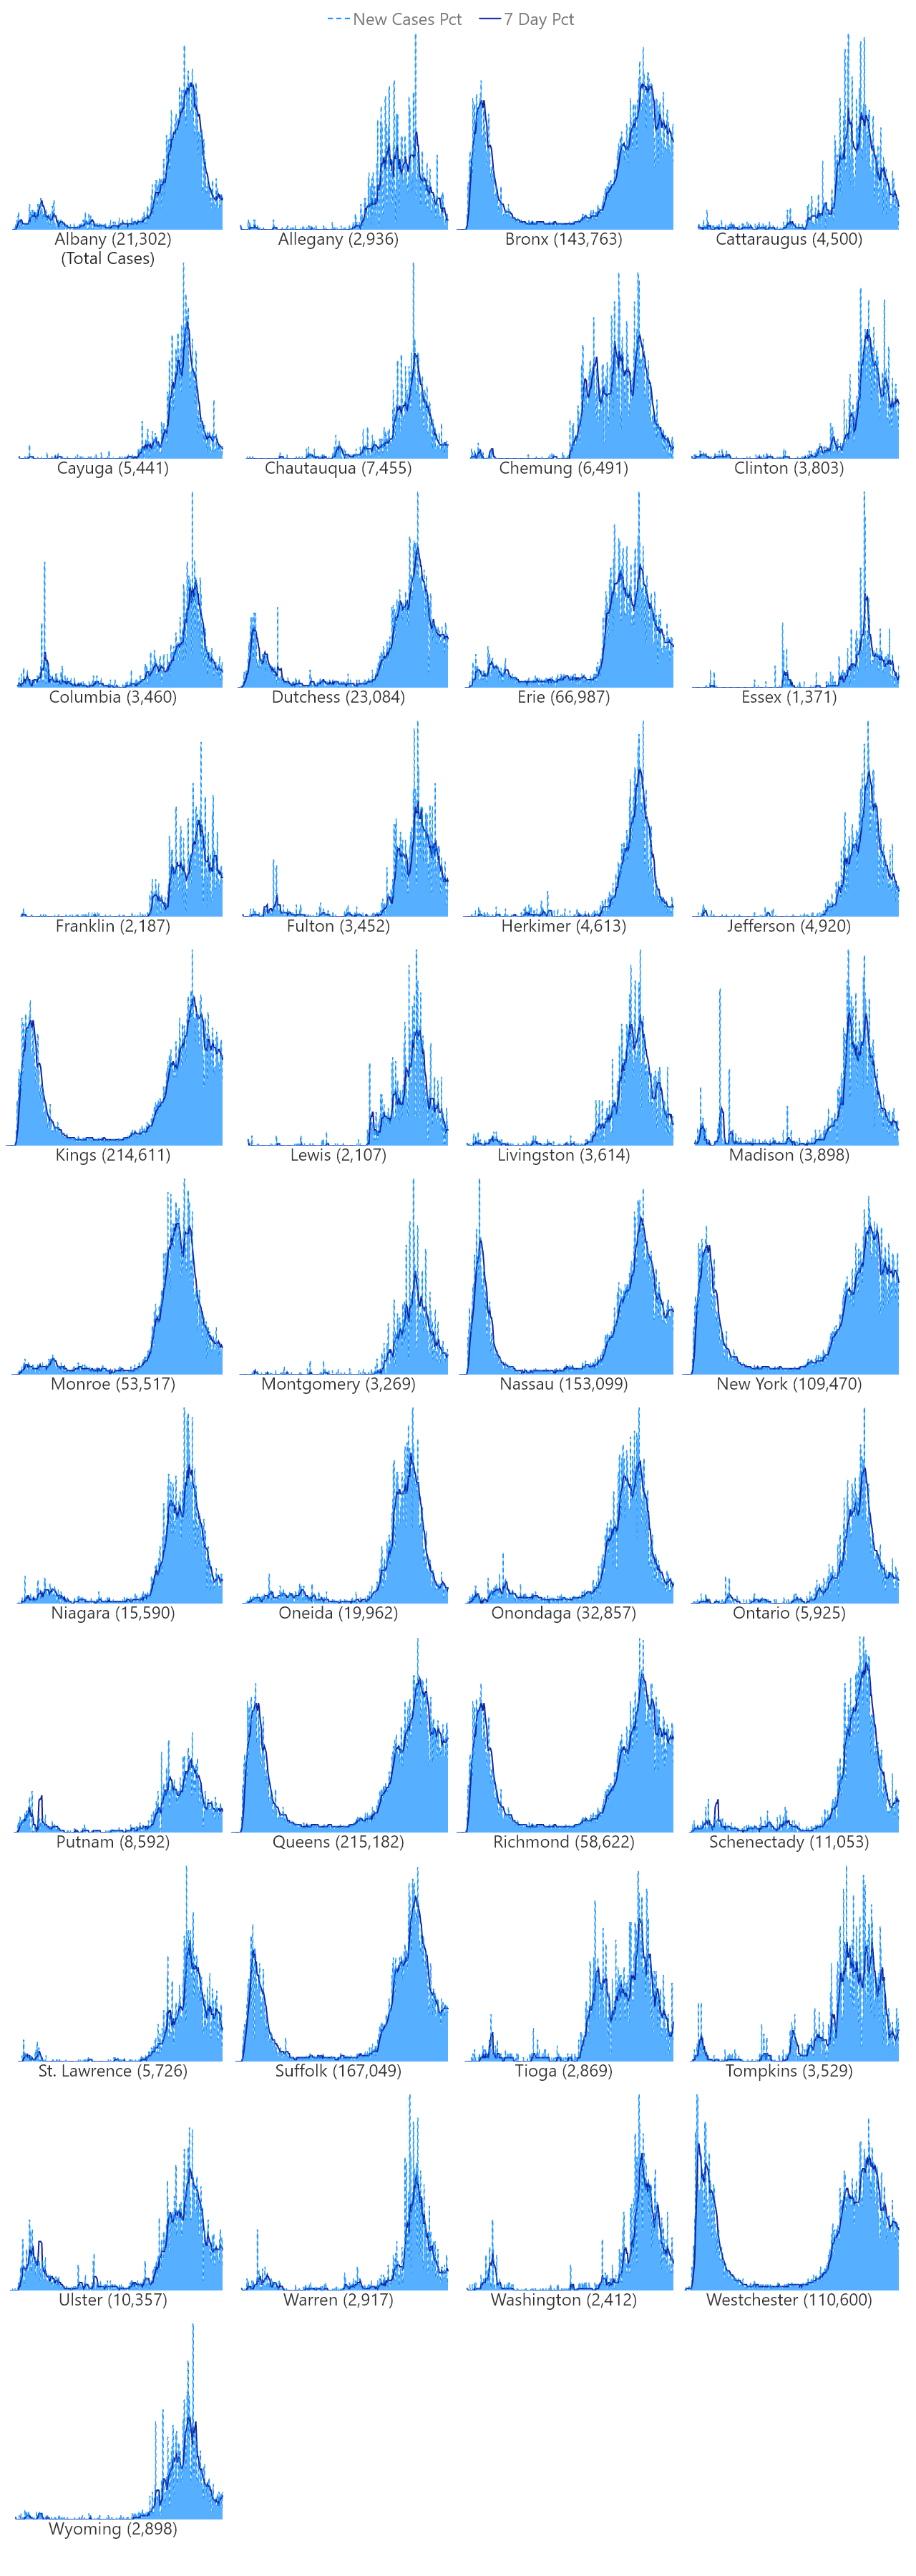 New Cases Pct 7 Day Pct
Albany (21,302) Allegany (2,936) Bronx (143,763) Cattaraugus (4,500)
(Total Cases)
Cayuga (5,441) Chautauqua (7,455) Chemung (6,491) Clinton (3,803)
Columbia (3,460) Dutchess (23,084) Erie (66,987) Essex (1,371)
Franklin (2,187) Fulton (3,452) Herkimer (4,613) Jefferson (4,920)
Kings (214,611) Lewis (2,107) Livingston (3,614) Madison (3,898)
Monroe (53,517) Montgomery (3,269) Nassau (153,099) New York (109,470)
Niagara (15,590) Oneida (19,962) Onondaga (32,857) Ontario (5,925)
Putnam (8,592) Queens (215,182) Richmond (58,622) Schenectady (11,053)
St. Lawrence (5,726) Suffolk (167,049) Tioga (2,869) Tompkins (3,529)
Ulster (10,357) Warren (2,917) Washington (2,412) Westchester (110,600)
Wyoming (2,898)